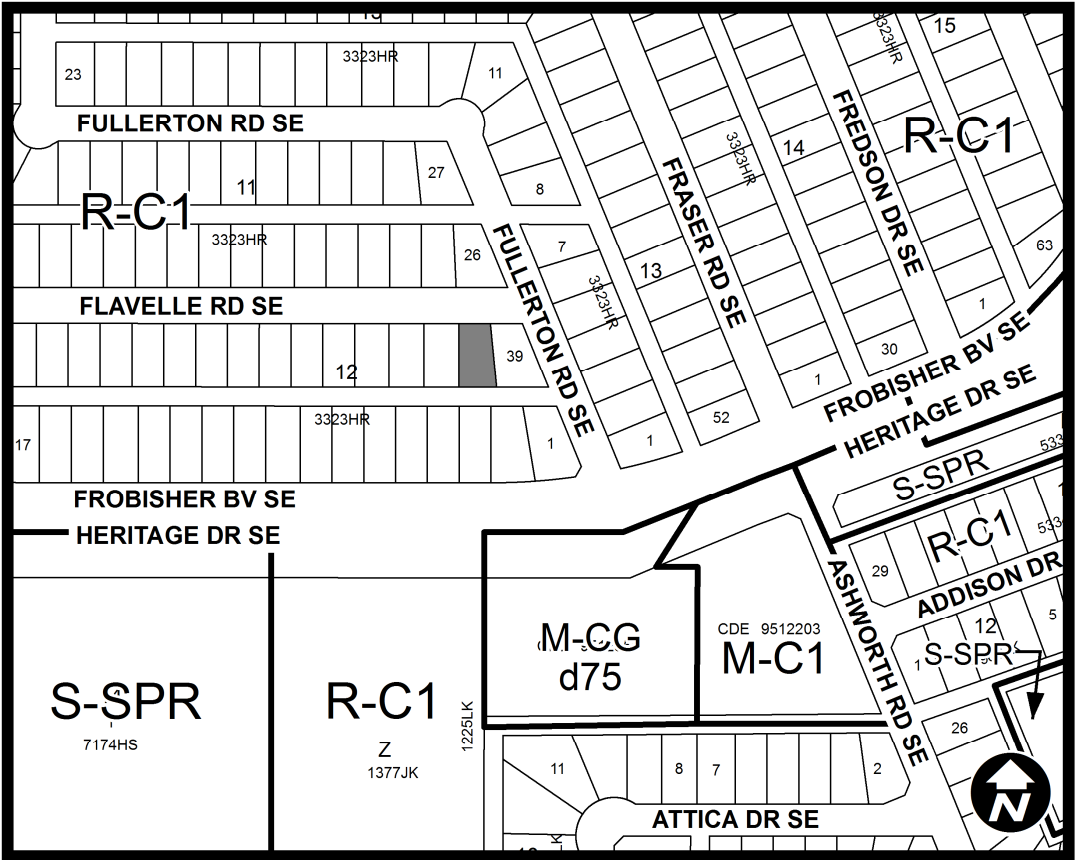 3323HR
15
23
11
3323HR
FULLERTON RD SE
FREDSON DR SE
R-C1
14
3323HR
27
11
8
FRASER RD SE
R-C1
3323HR
26
FULLERTON RD SE
7
63
13
3323HR
FLAVELLE RD SE
1
39
30
FROBISHER BV SE
12
1
HERITAGE DR SE
3323HR
52
17
1
1
S-SPR
533
FROBISHER BV SE
HERITAGE DR SE
R-C1
533
29
ASHWORTH RD SE
ADDISON DR
M-CG
d75
CDE 9512203
M-C1
12
5
1
S-SPR
S-SPR
7174HS
R-C1
Z
1377JK
1225LK
26
11
8
7
2
ATTICA DR SE
N